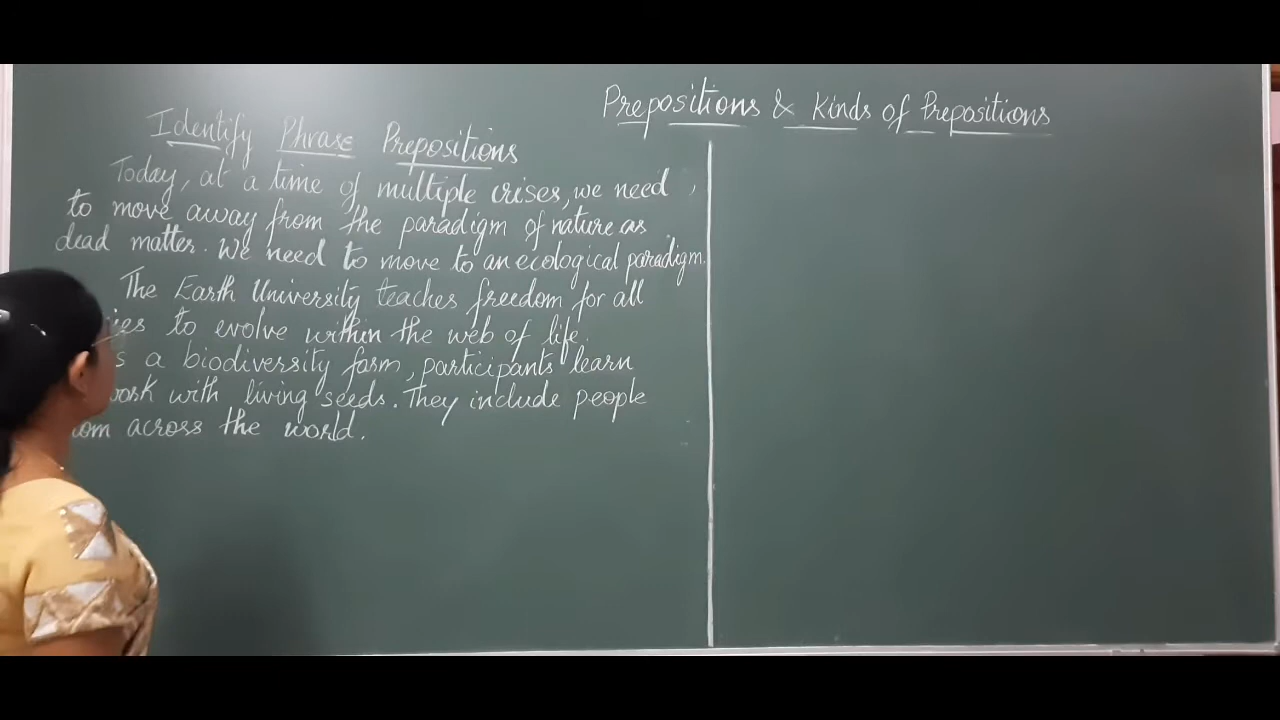 Prepositions & Kinds of Prepositions
Identify Phrase Prepositions
Today, at a time of multiple crises, we need
to move away from the paradigm of nature as
dead matter. We need to move to an ecological paradigm.
The Earth University teaches freedom for all
to evolve within the web of life.
a biodiversity farm, participants learn
with living seeds. They include people
across the world.